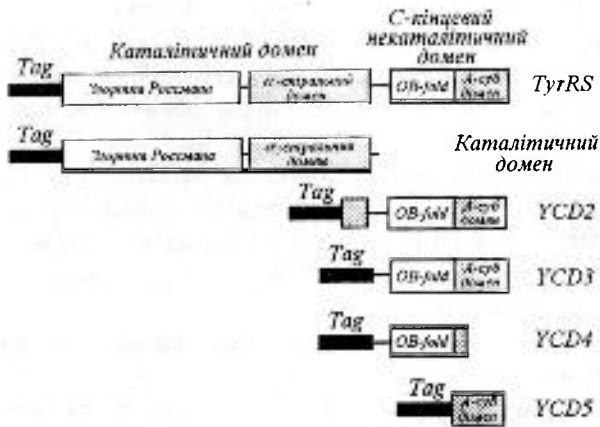 С-кінцевий
некаталітичний
домен
Каталітичний домен
Tag
Згортка Россмана
α-спіральний
домен
OB-fold
А-суб
домен
TyrRS
Tag
Згортка Россмана
α-спіральний
домен
Каталітичний
домен
Tag
OB-fold
А-суб
домен
YCD2
Tag
OB-fold
А-суб
домен
YCD3
Tag
OB-fold
YCD4
Tag
А-суб
домен
YCD5